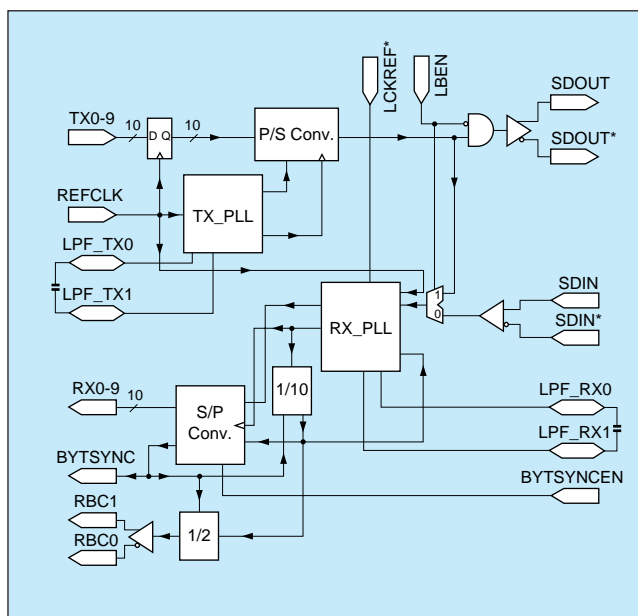 LCKREF*
LBEN
SDOUT
TX0-9
10
D Q
10
P/S Conv.
SDOUT*
REFCLK
TX_PLL
LPF_TX0
LPF_TX1
1
0
SDIN
SDIN*
RX_PLL
RX0-9
10
S/P
Conv.
1/10
LPF_RX0
LPF_RX1
BYTSYNC
BYTSYNCEN
RBC1
RBC0
1/2